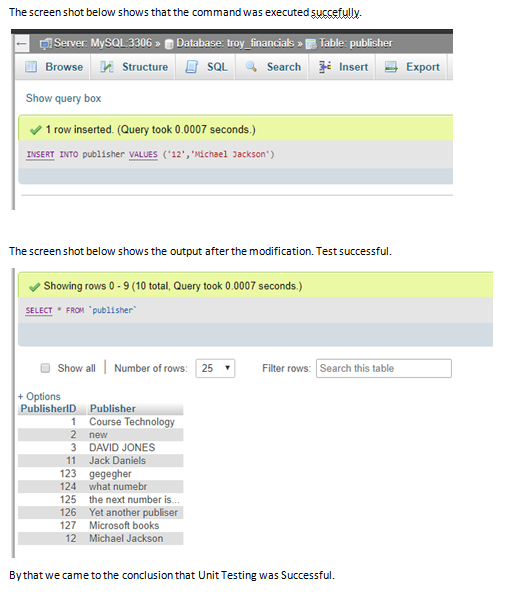 The screen shot below shows that the command was executed succefully.
Server: MySQL:3306 » Database: troy_financials » Table: publisher
Browse Structure SQL Search Insert Export
Show query box
1 row inserted. (Query took 0.0007 seconds.)
INSERT INTO publisher VALUES ('12','Michael Jackson')
The screen shot below shows the output after the modification. Test successful.
Showing rows 0 - 9 (10 total, Query took 0.0007 seconds.)
SELECT * FROM `publisher`
Show all Number of rows: 25 Filter rows: Search this table
+ Options
PublisherID Publisher
1 Course Technology
2 new
3 DAVID JONES
11 Jack Daniels
123 gegegher
124 what numebr
125 the next number is...
126 Yet another publiser
127 Microsoft books
12 Michael Jackson
By that we came to the conclusion that Unit Testing was Successful.